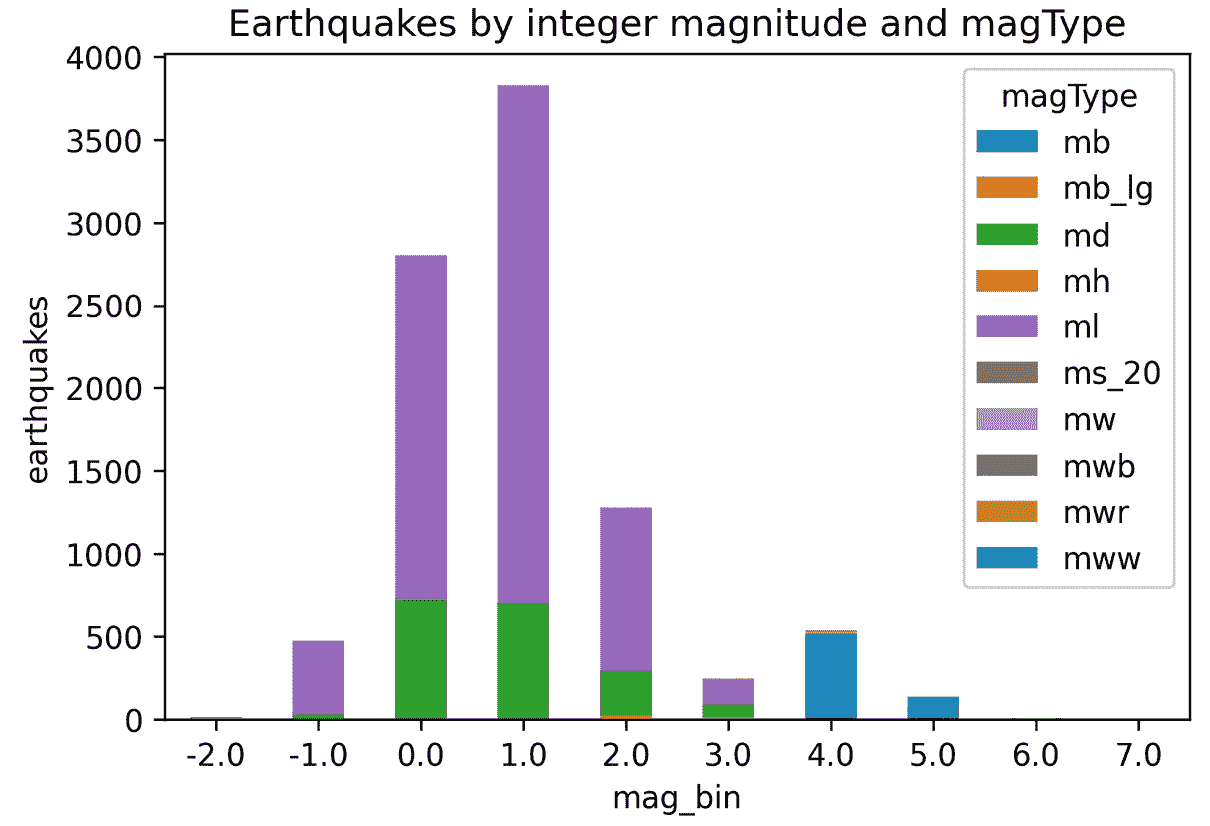 Earthquakes by integer magnitude and magType
4000
3500
3000
2500
2000
1500
1000
500
0
earthquakes
-2.0 -1.0 0.0 1.0 2.0 3.0 4.0 5.0 6.0 7.0
mag_bin
magType
mb
mb_lg
md
mh
ml
ms_20
mw
mwb
mwr
mww